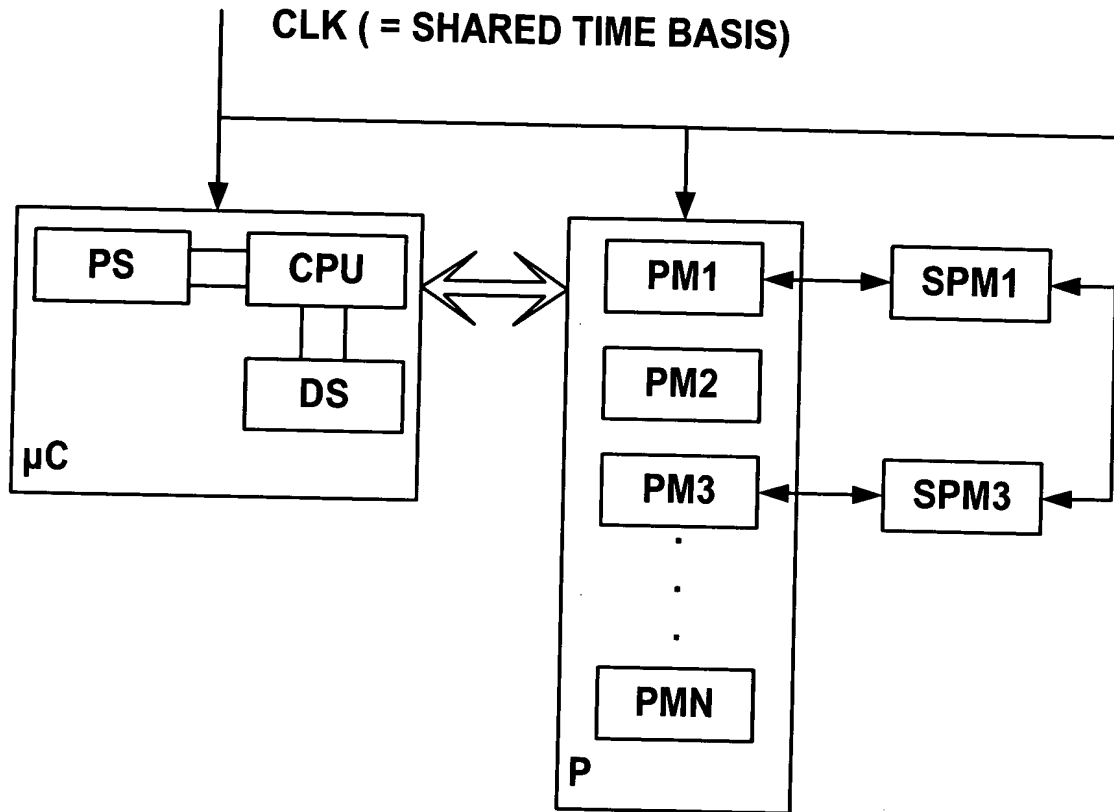 CLK ( = SHARED TIME BASIS)
PS
CPU
DS
µC
PM1
PM2
PM3
.
.
.
PMN
P
SPM1
SPM3